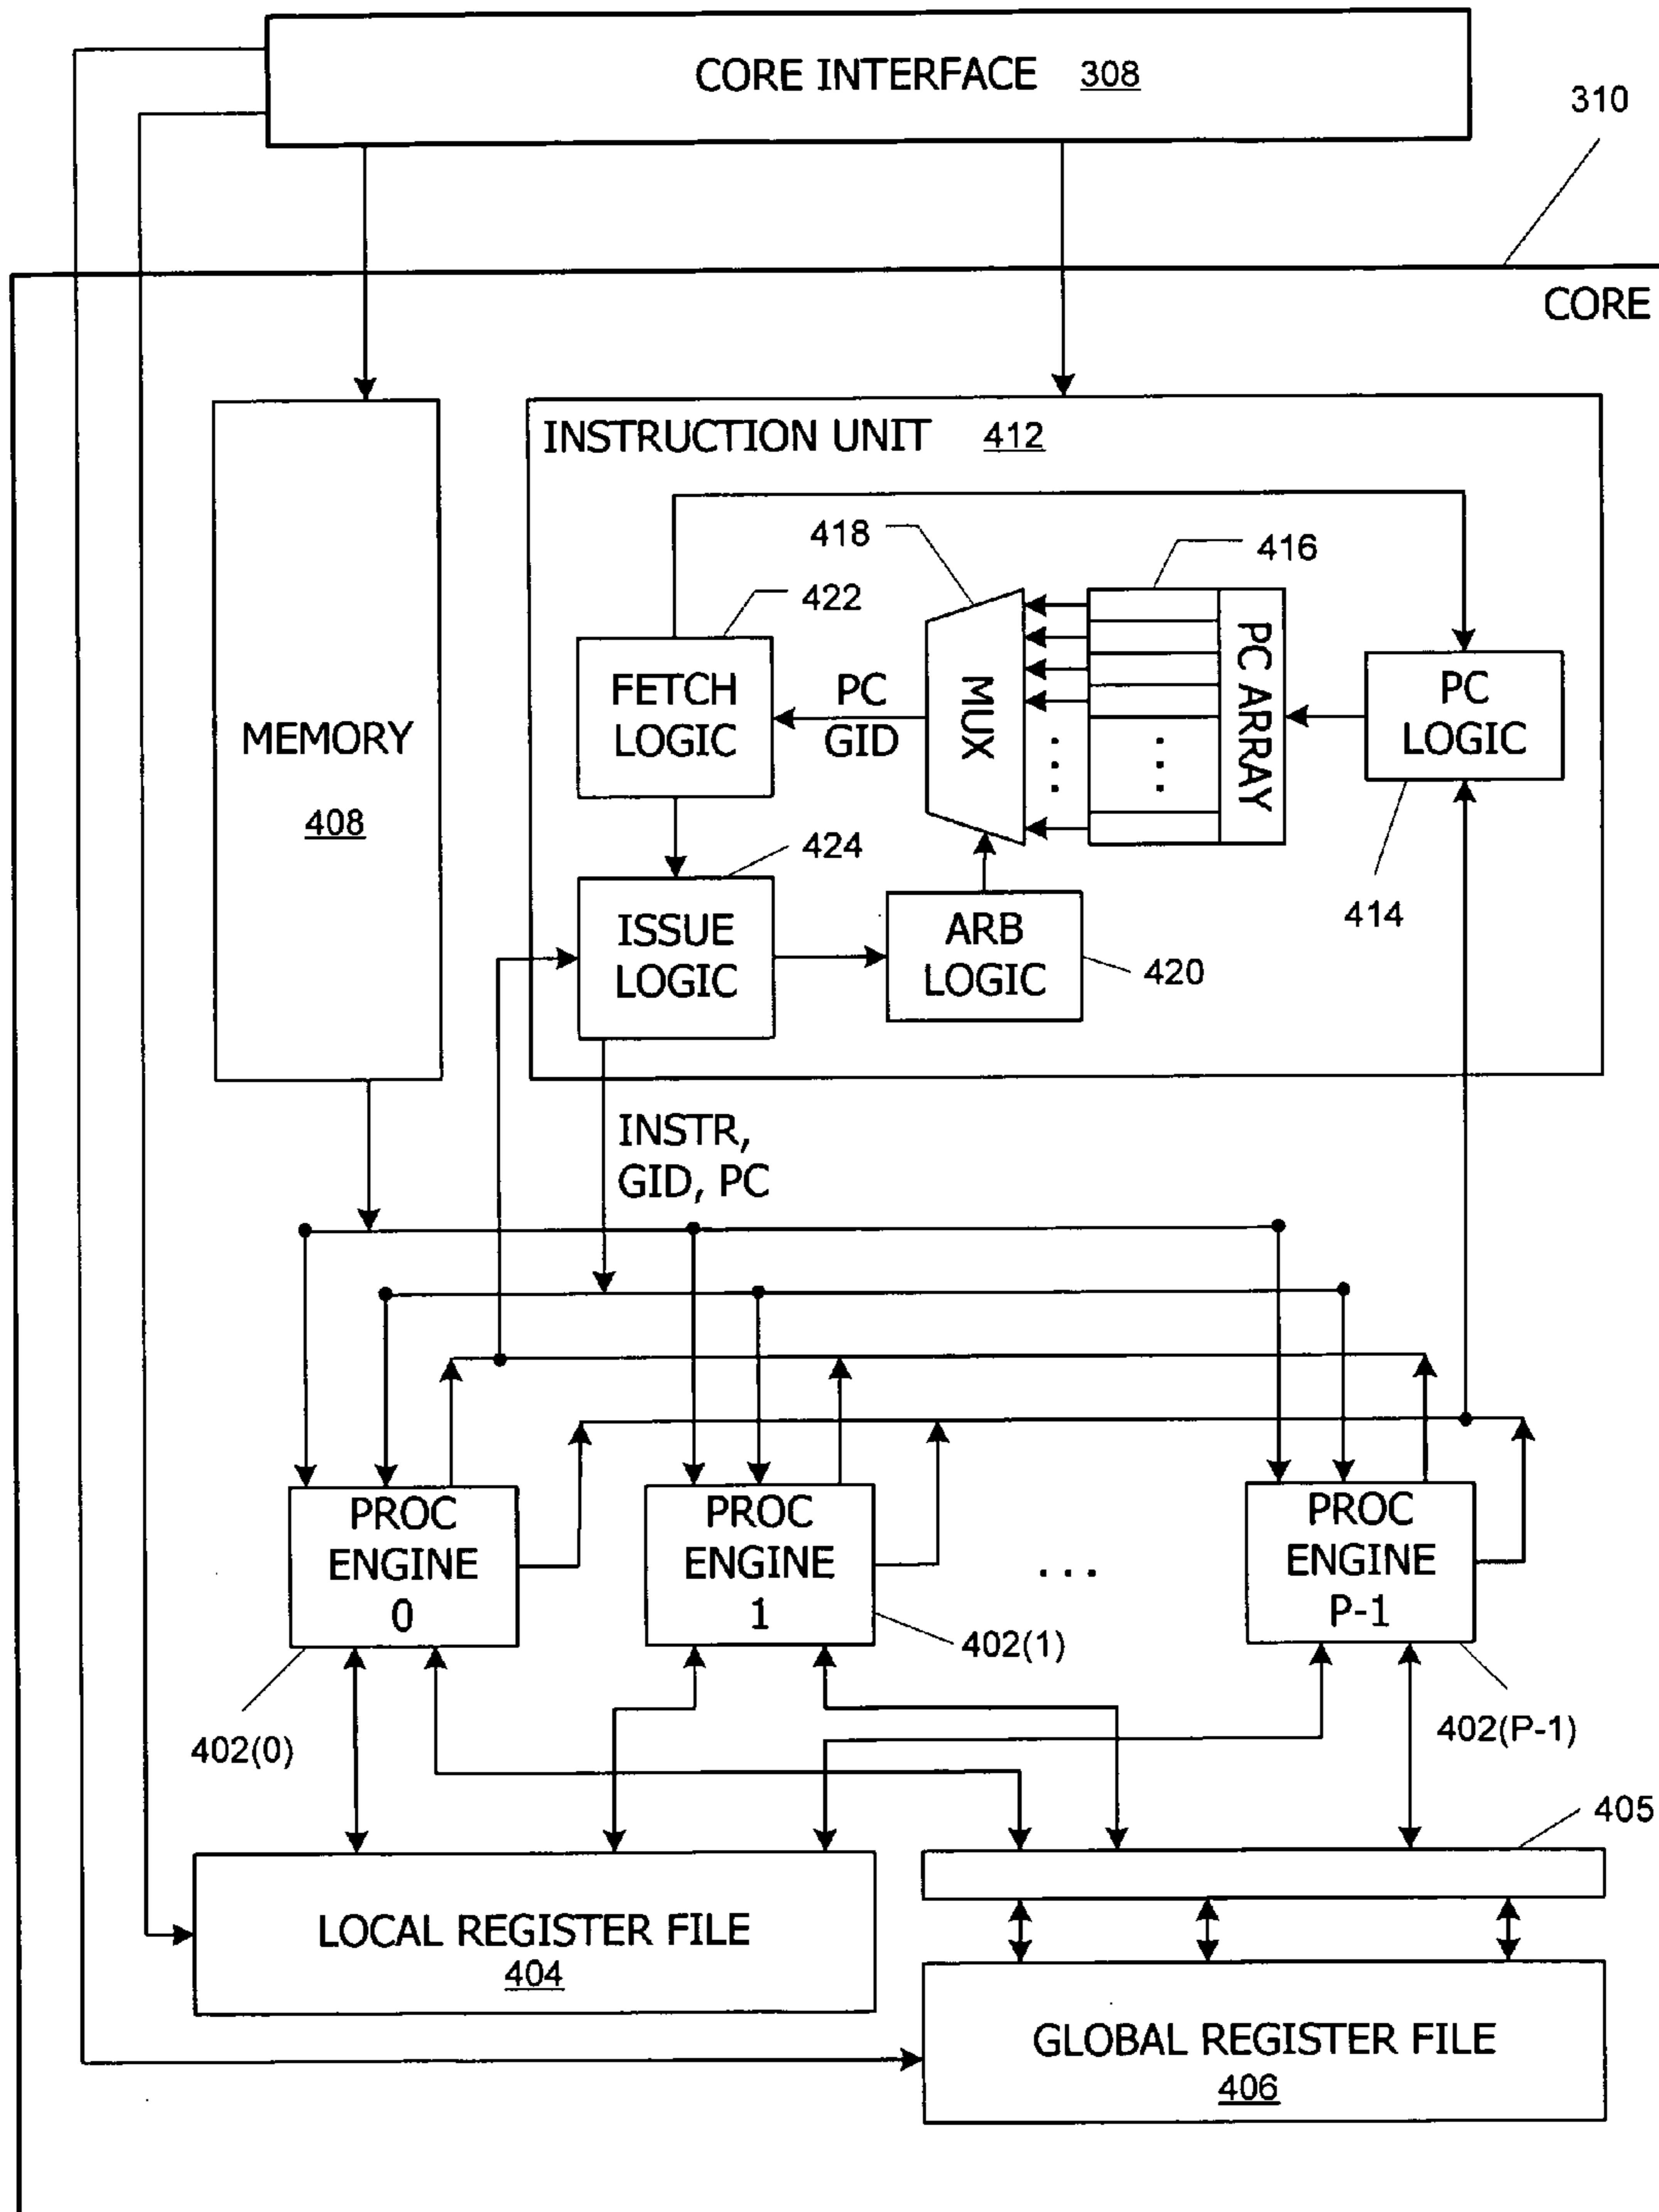 CORE INTERFACE 308
310
CORE
INSTRUCTION UNIT 412
418
416
422
FETCH
LOGIC
PC
GID
MUX
PC ARRAY
PC
LOGIC
MEMORY
408
424
414
ISSUE
LOGIC
ARB
LOGIC
420
INSTR,
GID, PC
PROC
ENGINE
0
PROC
ENGINE
1
...
PROC
ENGINE
P-1
402(0)
402(1)
402(P-1)
405
LOCAL REGISTER FILE
404
GLOBAL REGISTER FILE
406